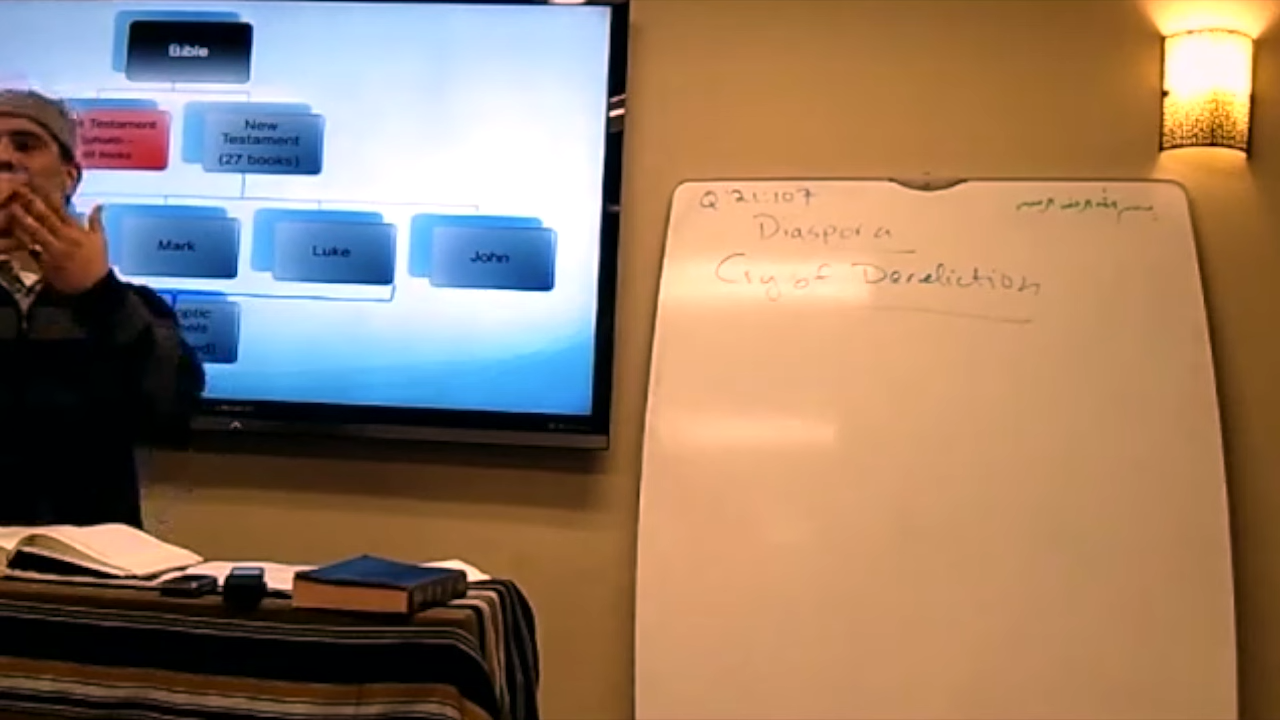 Bible
Testament
New
Testament
(27 books)
Mark
Luke
John
Q 21:107
Diaspora
Cry of Dereliction